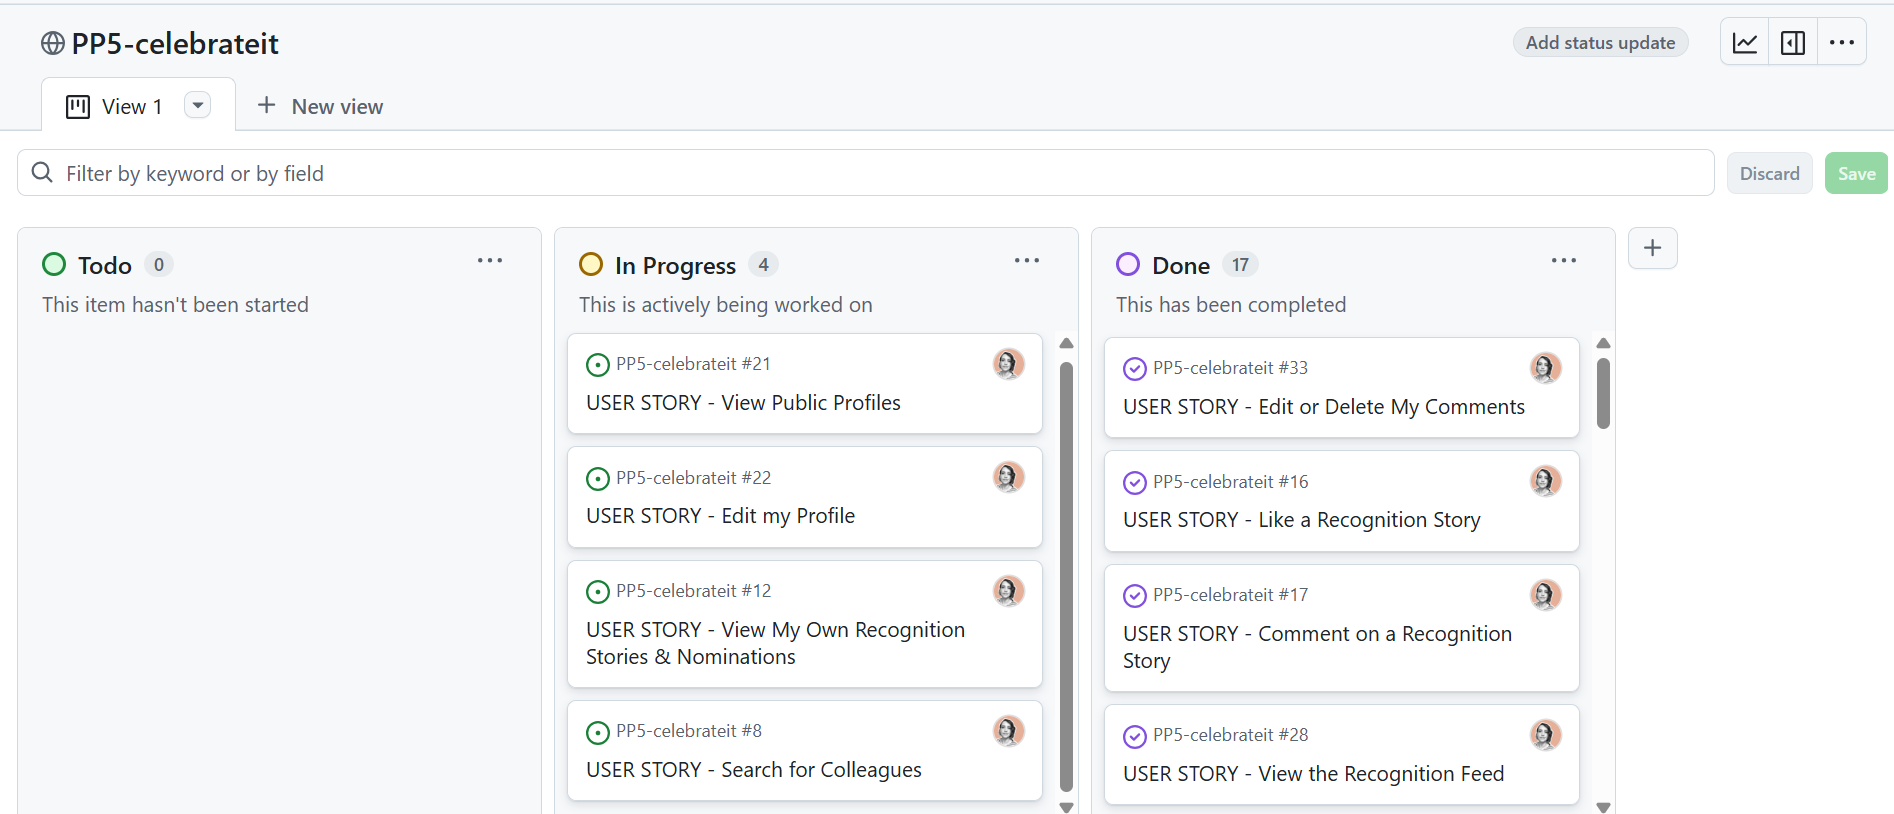 PP5-celebrateit
Add status update
View 1
New view
Filter by keyword or by field
Discard
Save
Todo 0
This item hasn't been started
In Progress 4
This is actively being worked on
PP5-celebrateit #21
USER STORY - View Public Profiles
PP5-celebrateit #22
USER STORY - Edit my Profile
PP5-celebrateit #12
USER STORY - View My Own Recognition
Stories & Nominations
PP5-celebrateit #8
USER STORY - Search for Colleagues
Done 17
This has been completed
PP5-celebrateit #33
USER STORY - Edit or Delete My Comments
PP5-celebrateit #16
USER STORY - Like a Recognition Story
PP5-celebrateit #17
USER STORY - Comment on a Recognition
Story
PP5-celebrateit #28
USER STORY - View the Recognition Feed